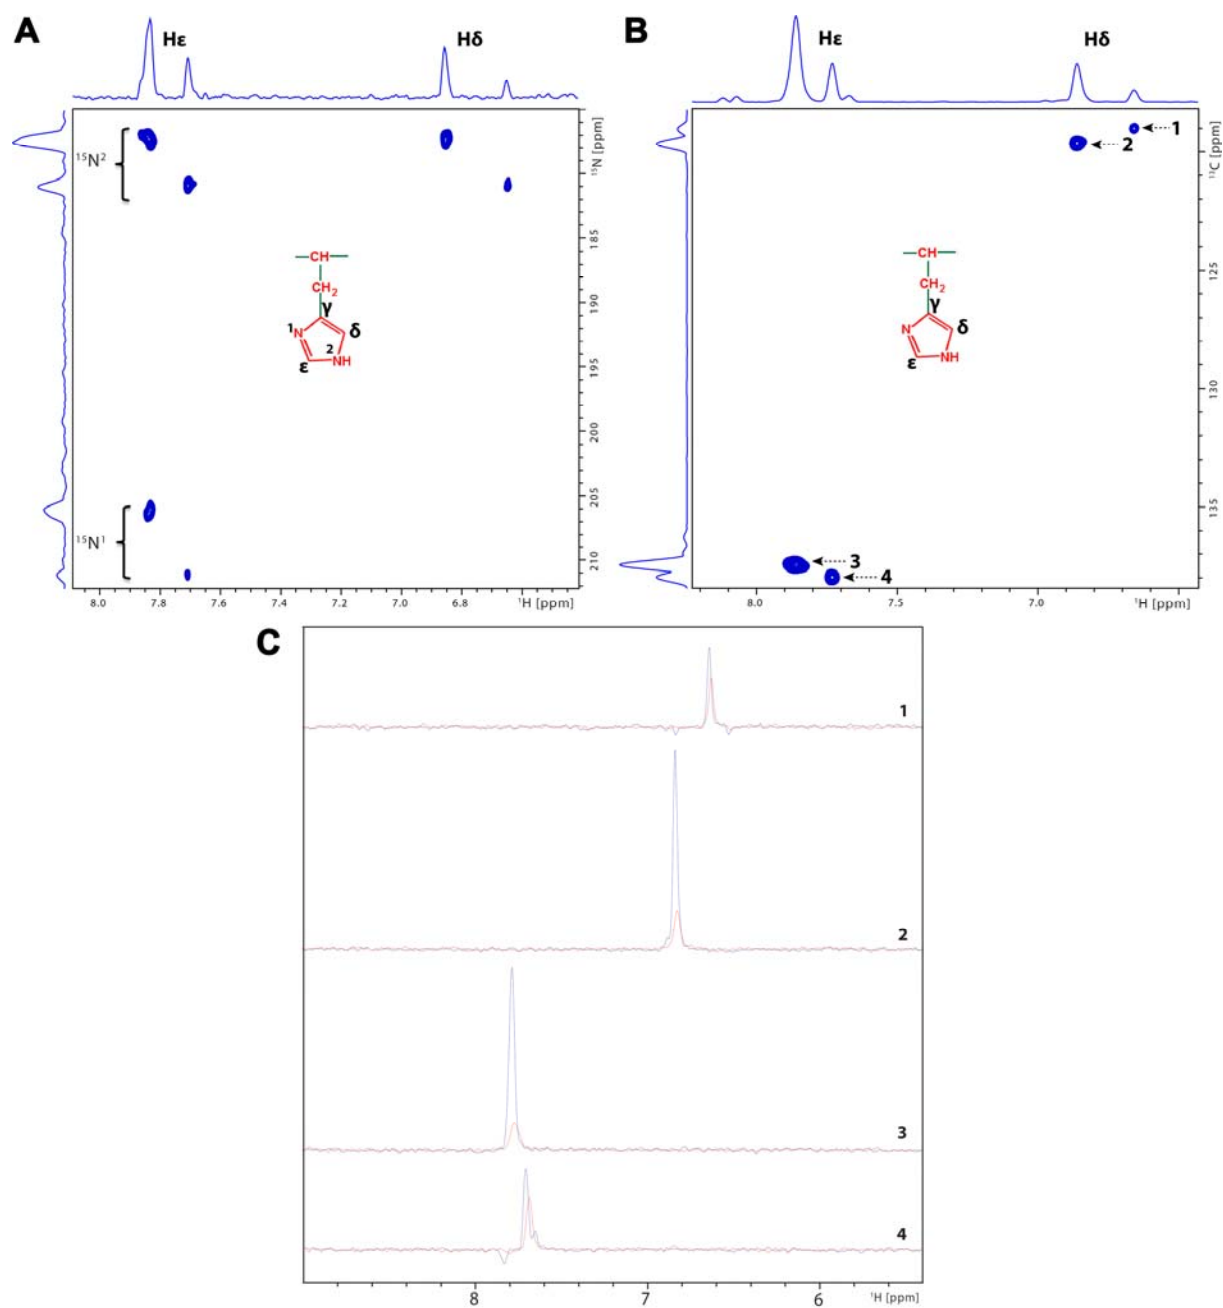 A
Hε
Hδ
¹⁵N²
¹⁵N¹
¹⁵N [ppm]
185
190
195
200
205
210
CH
CH₂
γ
N
1
δ
2
ε
NH
8.0 7.8 7.6 7.4 7.2 7.0 6.8 ¹H [ppm]
B
Hε
Hδ
1
2
¹³C [ppm]
125
130
135
CH
CH₂
γ
N
δ
ε
NH
3
4
8.0 7.5 7.0 ¹H [ppm]
C
1
2
3
4
8 7 6 ¹H [ppm]